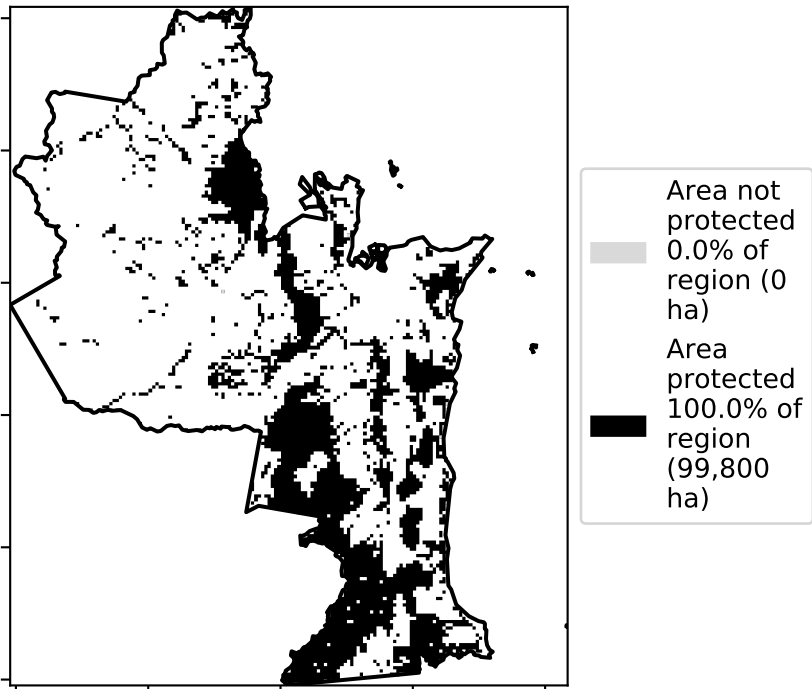 Area not
protected
0.0% of
region (0
ha)
Area
protected
100.0% of
region
(99,800
ha)